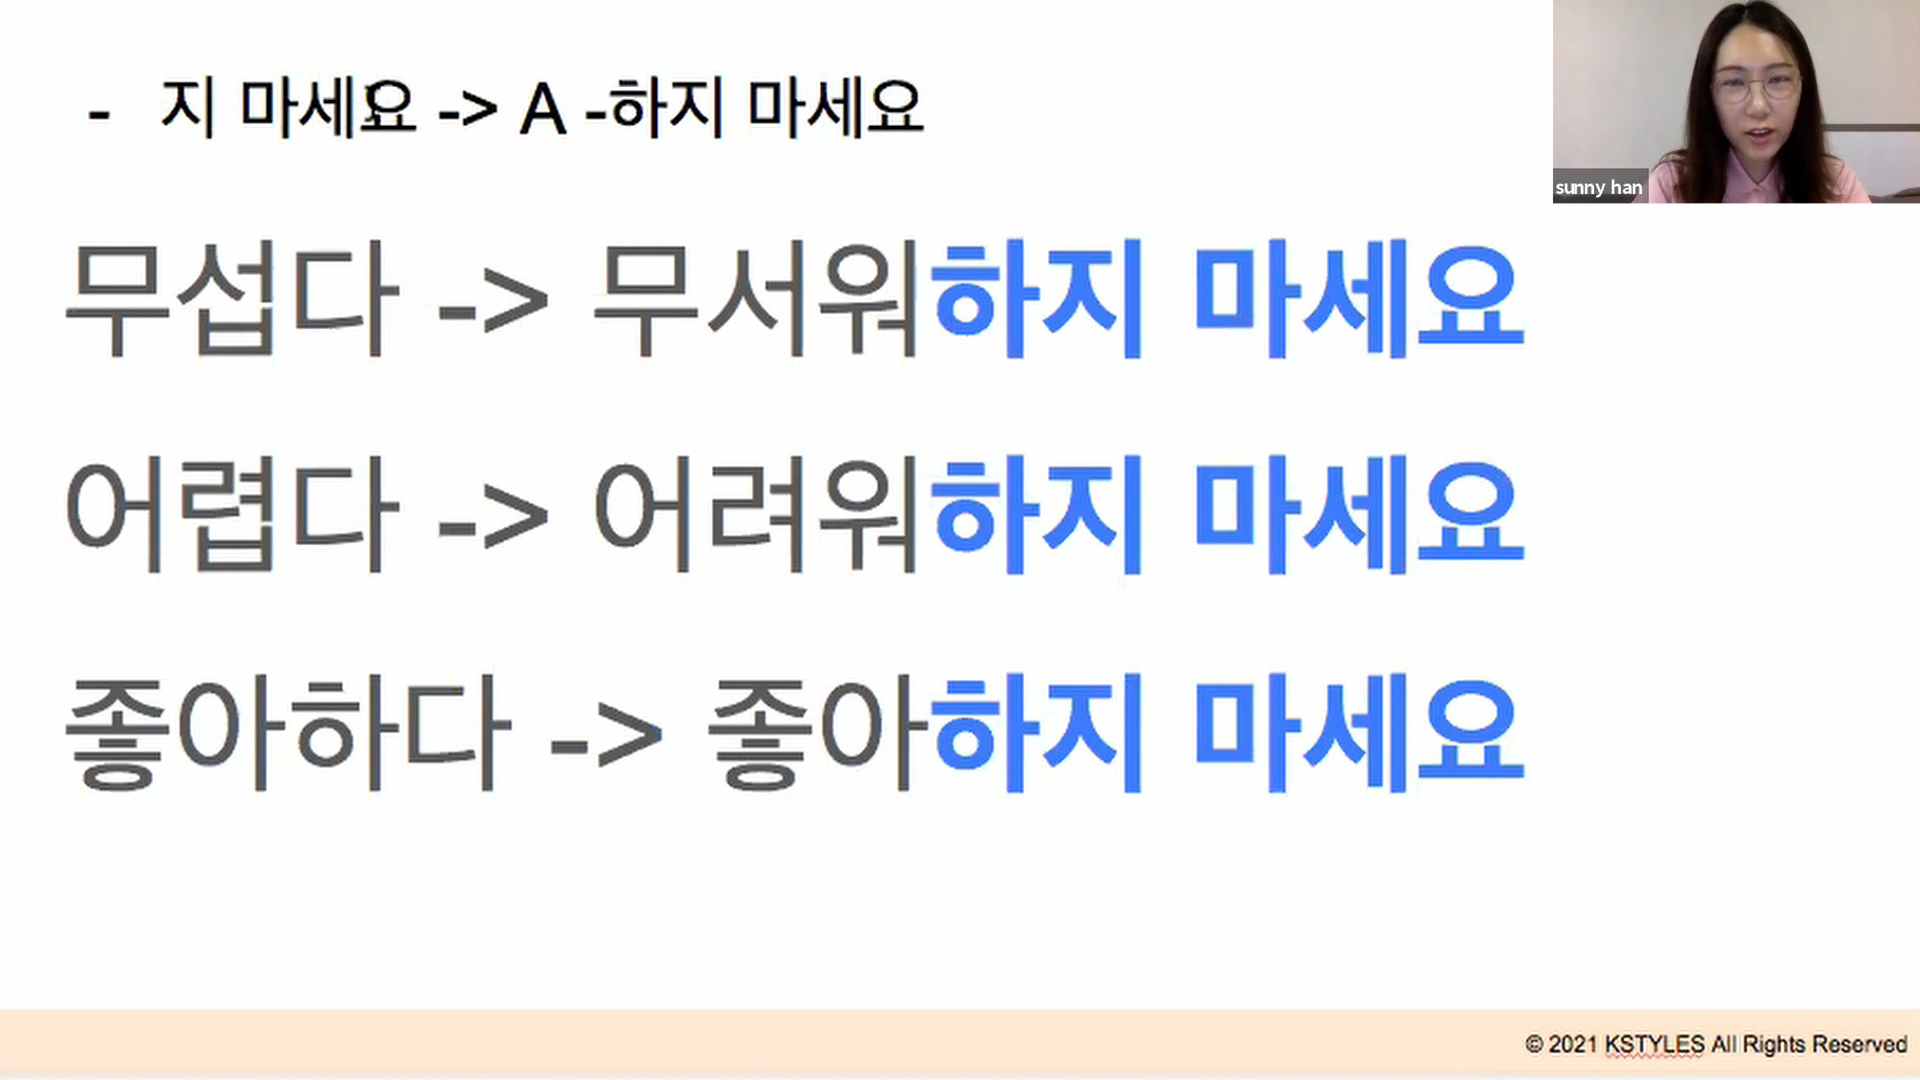 - 지 마세요 -> A -하지 마세요
sunny han
무섭다 -> 무서워하지 마세요
어렵다 -> 어려워하지 마세요
좋아하다 -> 좋아하지 마세요
© 2021 KSTYLES All Rights Reserved